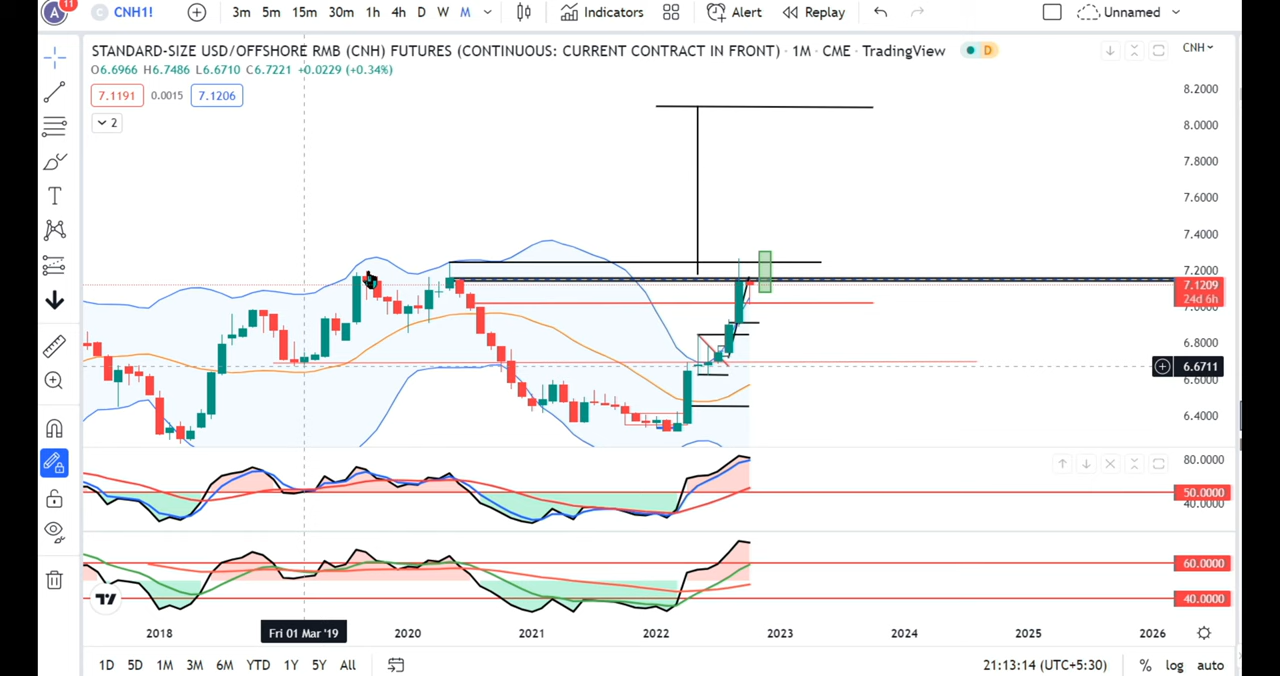 A 11 C CNH1! 3m 5m 15m 30m 1h 4h D W M Indicators Alert Replay Unnamed
STANDARD-SIZE USD/OFFSHORE RMB (CNH) FUTURES (CONTINUOUS: CURRENT CONTRACT IN FRONT) · 1M · CME · TradingView D CNH
O6.6966 H6.7486 L6.6710 C6.7221 +0.0229 (+0.34%)
7.1191 0.0015 7.1206
2
8.2000
8.0000
7.8000
7.6000
7.4000
7.2000
7.1209
24d 6h
7.0000
6.8000
6.6711
6.6000
6.4000
80.0000
50.0000
40.0000
60.0000
40.0000
2018 Fri 01 Mar '19 2020 2021 2022 2023 2024 2025 2026
1D 5D 1M 3M 6M YTD 1Y 5Y All 21:13:14 (UTC+5:30) % log auto